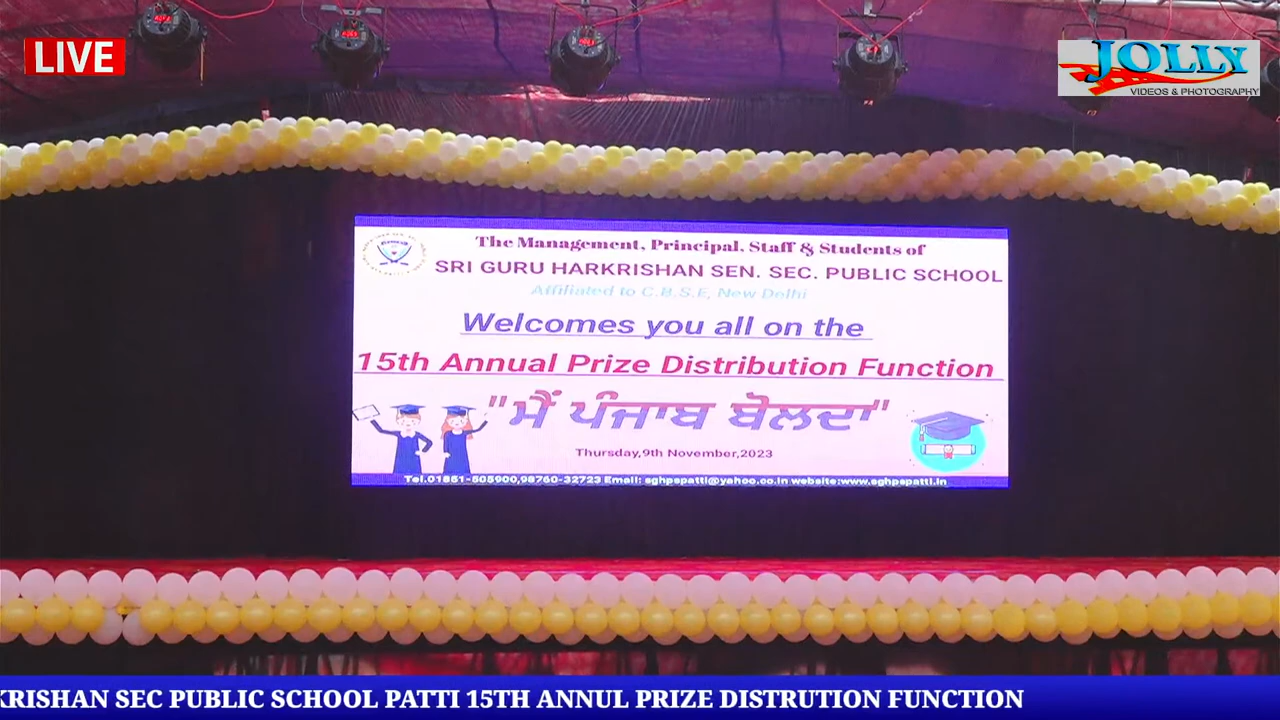 LIVE
JOLLY
VIDEOS & PHOTOGRAPHY
The Management, Principal, Staff & Students of
SRI GURU HARKRISHAN SEN. SEC. PUBLIC SCHOOL
Affiliated to C.B.S.E, New Delhi
Welcomes you all on the
15th Annual Prize Distribution Function
"ਮੈਂ ਪੰਜਾਬ ਬੋਲਦਾ"
Thursday,9th November,2023
Tel.01851-505900,98760-32723 Email: sghpspatti@yahoo.co.in website:www.sghpspatti.in
KRISHAN SEC PUBLIC SCHOOL PATTI 15TH ANNUL PRIZE DISTRUTION FUNCTION